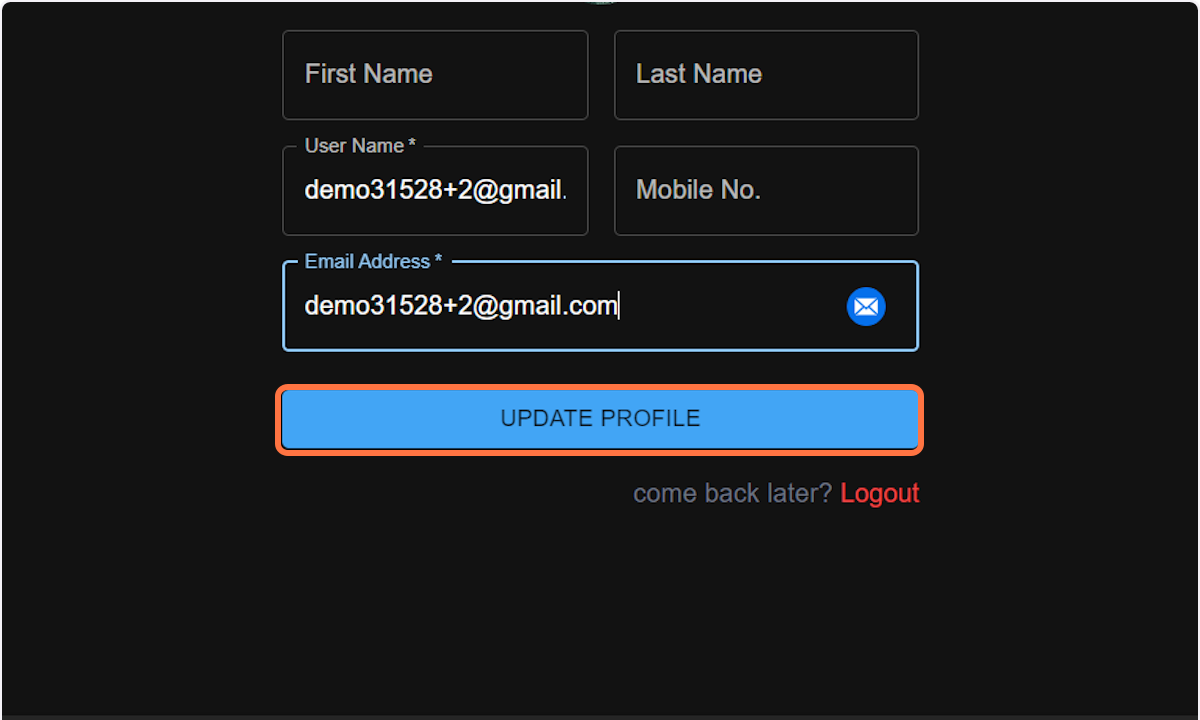 First Name
Last Name
User Name *
demo31528+2@gmail.
Mobile No.
Email Address *
demo31528+2@gmail.com
UPDATE PROFILE
come back later? Logout